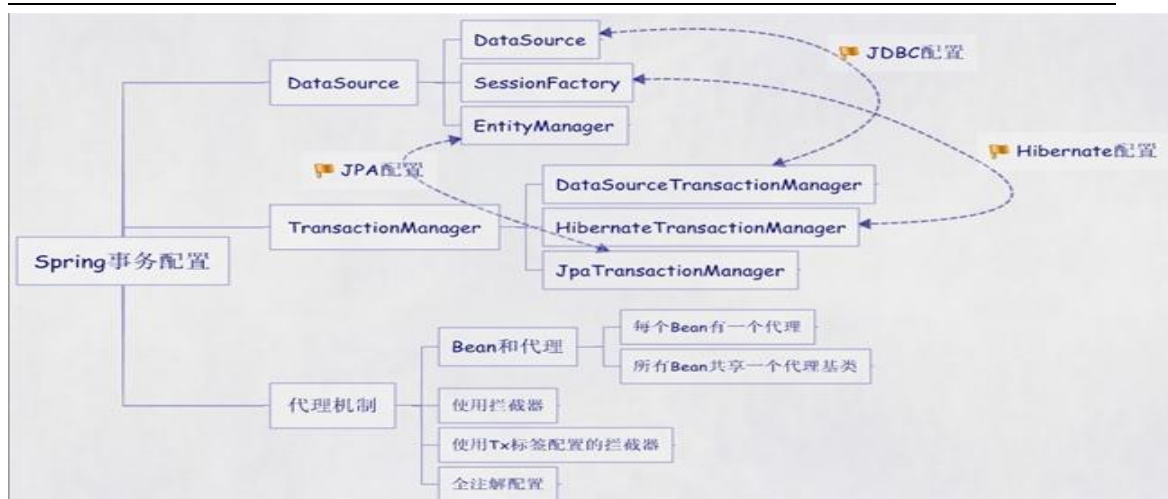 DataSource
JDBC配置
DataSource
SessionFactory
EntityManager
Hibernate配置
JPA配置
DataSourceTransactionManager
TransactionManager
HibernateTransactionManager
Spring事务配置
JpaTransactionManager
每个Bean有一个代理
Bean和代理
所有Bean共享一个代理基类
代理机制
使用拦截器
使用Tx标签配置的拦截器
全注解配置